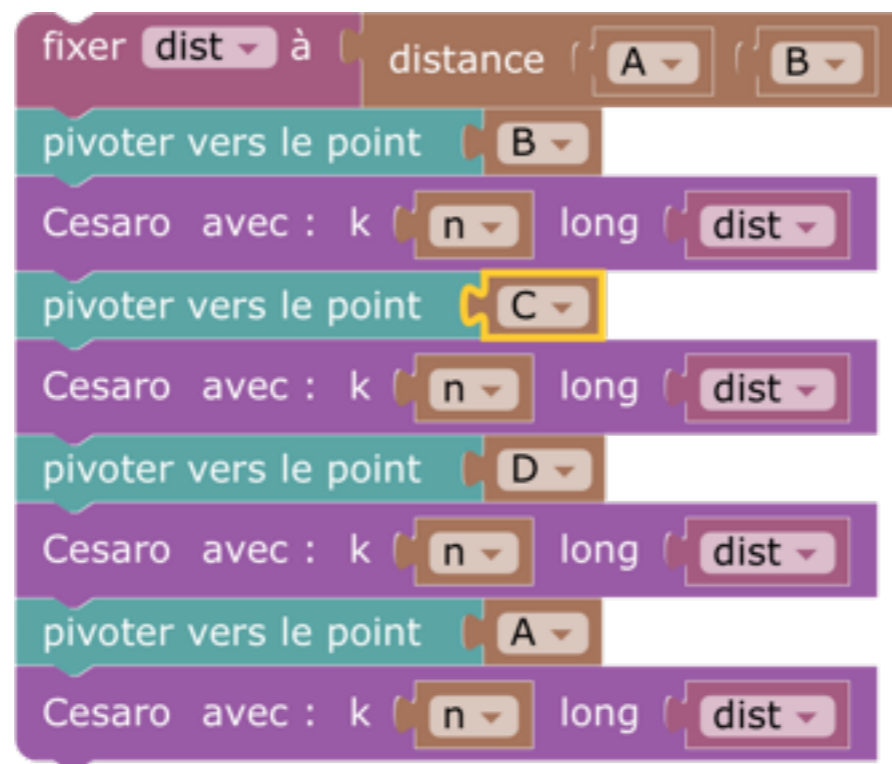 fixer dist à distance A B
pivoter vers le point B
Cesaro avec : k n long dist
pivoter vers le point C
Cesaro avec : k n long dist
pivoter vers le point D
Cesaro avec : k n long dist
pivoter vers le point A
Cesaro avec : k n long dist